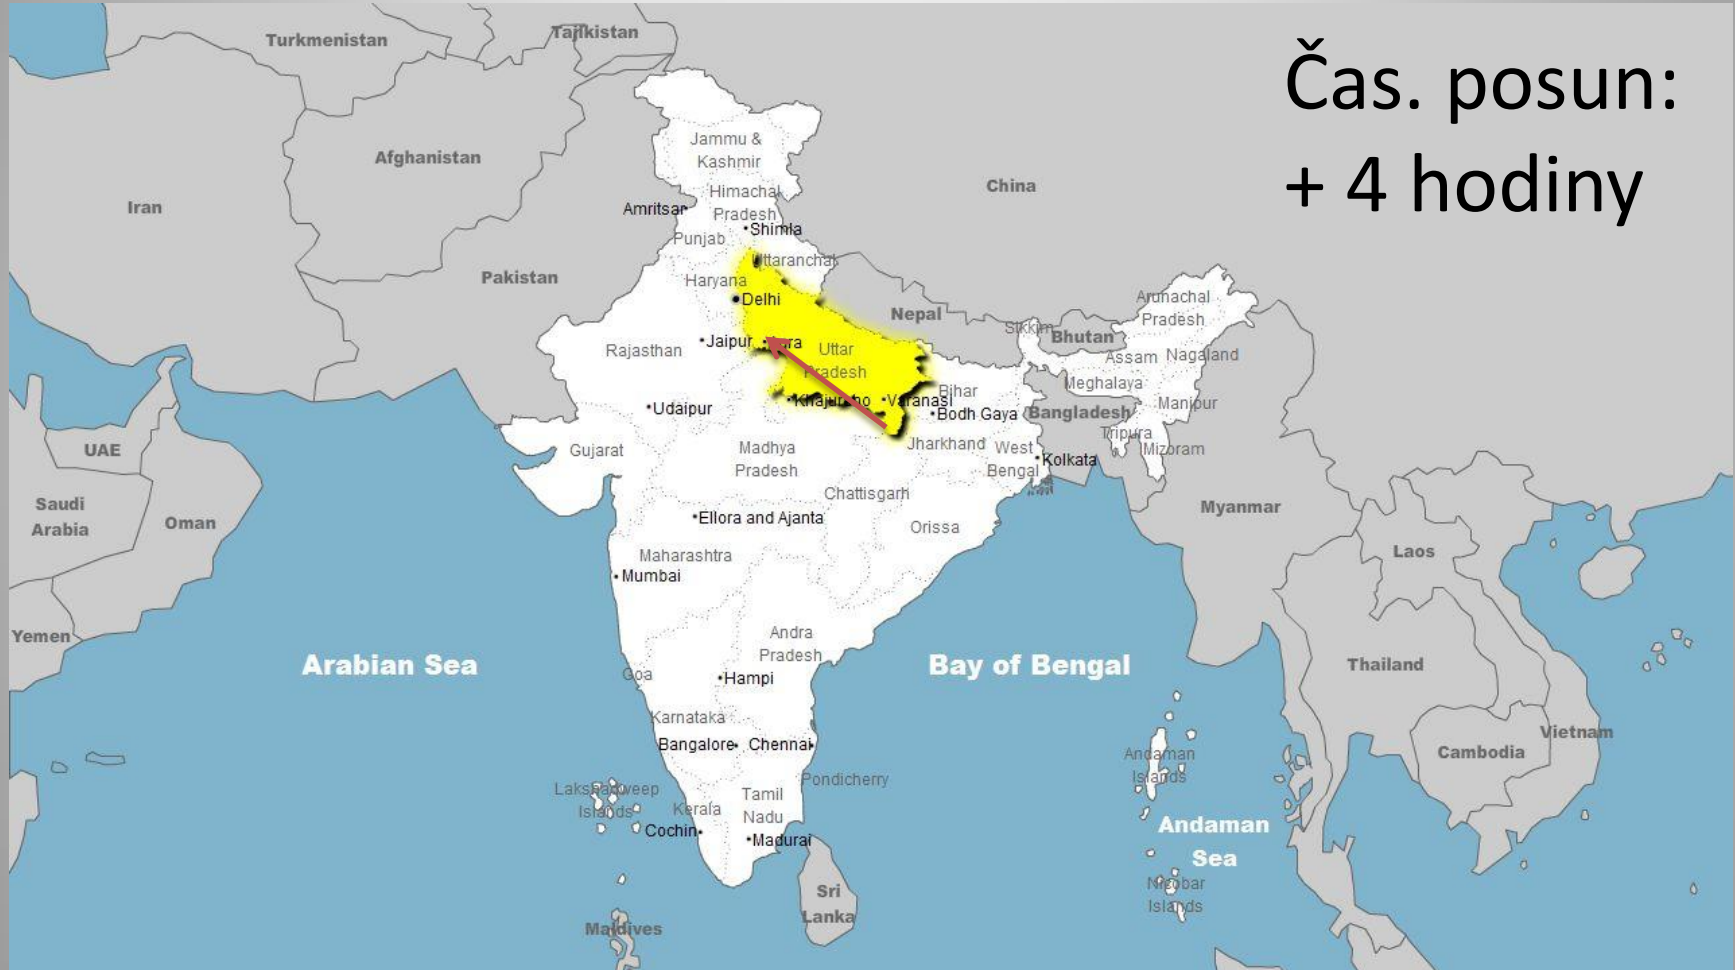 Čas. posun:
+ 4 hodiny
Turkmenistan
Tajikistan
Jammu &
Kashmir
Afghanistan
China
Iran
Himachal
Pradesh
Amritsar
Shimla
Punjab
Uttaranchal
Pakistan
Haryana
Delhi
Arunachal
Pradesh
Nepal
Sikkim
Bhutan
Jaipur
Rajasthan
Uttar
Pradesh
Assam
Nagaland
Meghalaya
Bihar
Khajuraho
Varanasi
Manipur
Udaipur
Bodh Gaya
Bangladesh
Tripura
Mizoram
UAE
Gujarat
Madhya
Pradesh
Jharkhand
West
Bengal
Kolkata
Chattisgarh
Saudi
Arabia
Oman
Ellora and Ajanta
Orissa
Myanmar
Laos
Maharashtra
Mumbai
Yemen
Andra
Pradesh
Arabian Sea
Bay of Bengal
Thailand
Goa
Hampi
Karnataka
Bangalore
Chennai
Vietnam
Cambodia
Andaman
Islands
Pondicherry
Lakshadweep
Islands
Tamil
Nadu
Kerala
Cochin
Madurai
Andaman
Sea
Sri
Lanka
Nicobar
Islands
Maldives